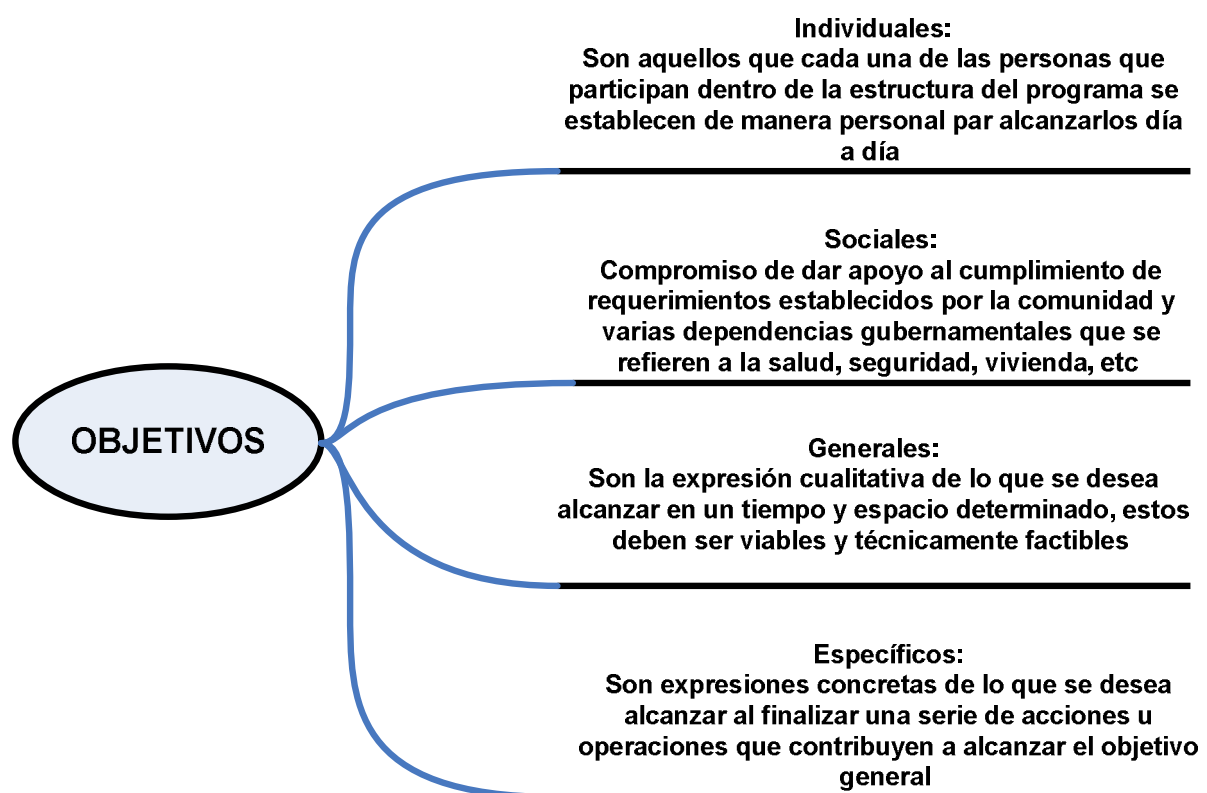 Individuales:
Son aquellos que cada una de las personas que
participan dentro de la estructura del programa se
establecen de manera personal par alcanzarlos día
a día
Sociales:
Compromiso de dar apoyo al cumplimiento de
requerimientos establecidos por la comunidad y
varias dependencias gubernamentales que se
refieren a la salud, seguridad, vivienda, etc
OBJETIVOS
Generales:
Son la expresión cualitativa de lo que se desea
alcanzar en un tiempo y espacio determinado, estos
deben ser viables y técnicamente factibles
Específicos:
Son expresiones concretas de lo que se desea
alcanzar al finalizar una serie de acciones u
operaciones que contribuyen a alcanzar el objetivo
general